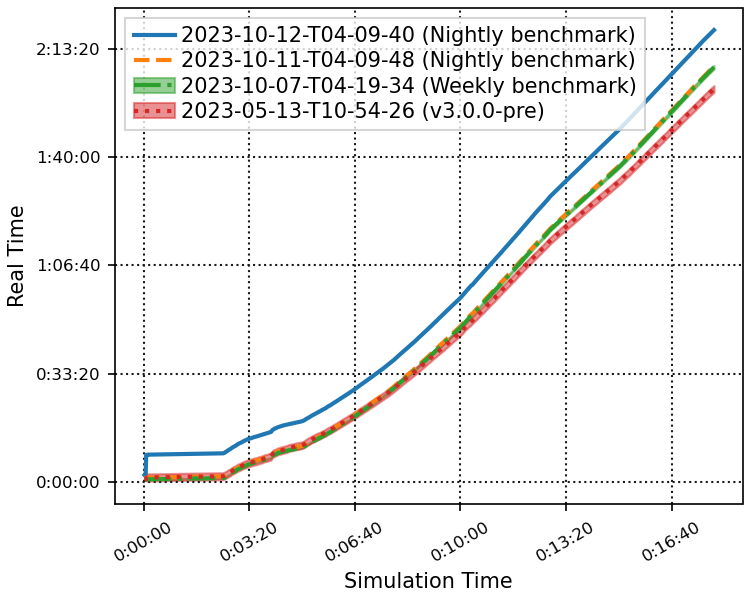 2023-10-12-T04-09-40 (Nightly benchmark)
2023-10-11-T04-09-48 (Nightly benchmark)
2023-10-07-T04-19-34 (Weekly benchmark)
2023-05-13-T10-54-26 (v3.0.0-pre)
2:13:20
1:40:00
1:06:40
0:33:20
0:00:00
Real Time
0:00:00
0:03:20
0:06:40
0:10:00
0:13:20
0:16:40
Simulation Time